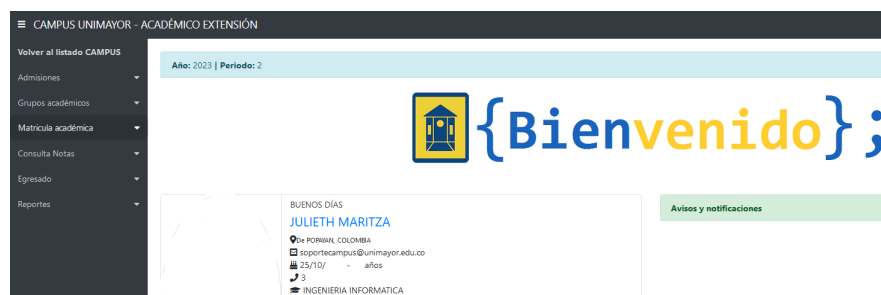 ≡ CAMPUS UNIMAYOR - ACADÉMICO EXTENSIÓN
Volver al listado CAMPUS
Admisiones
Grupos académicos
Matricula académica
Consulta Notas
Egresado
Reportes
Año: 2023 | Periodo: 2
{Bienvenido};
BUENOS DÍAS
JULIETH MARITZA
De POPAYAN, COLOMBIA
soportecampus@unimayor.edu.co
25/10/ - años
3
INGENIERIA INFORMATICA
Avisos y notificaciones